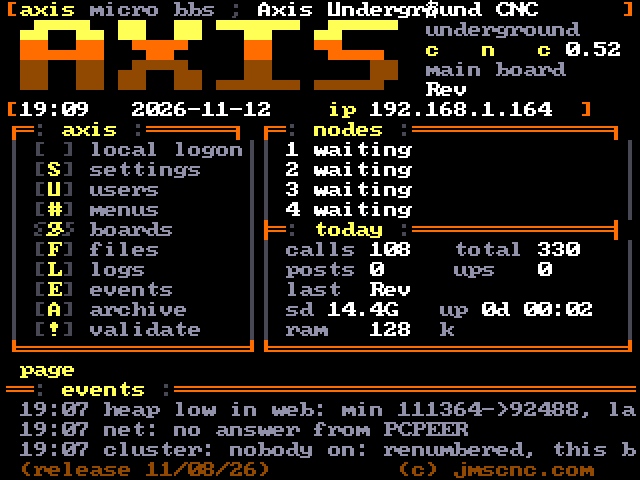 [axis micro bbs ; Axis Underground CNC ]
AXIS
underground
c n c 0.52
main board
Rev
[19:09 2026-11-12 ip 192.168.1.164 ]
: axis :
[ ] local logon
[S] settings
[U] users
[#] menus
boards
[F] files
[L] logs
[E] events
[A] archive
[!] validate
: nodes :
1 waiting
2 waiting
3 waiting
4 waiting
: today :
calls 108 total 330
posts 0 ups 0
last Rev
sd 14.4G up 0d 00:02
ram 128 k
page
: events :
19:07 heap low in web: min 111364->92488, la
19:07 net: no answer from PCPEER
19:07 cluster: nobody on: renumbered, this b
(release 11/08/26) (c) jmscnc.com